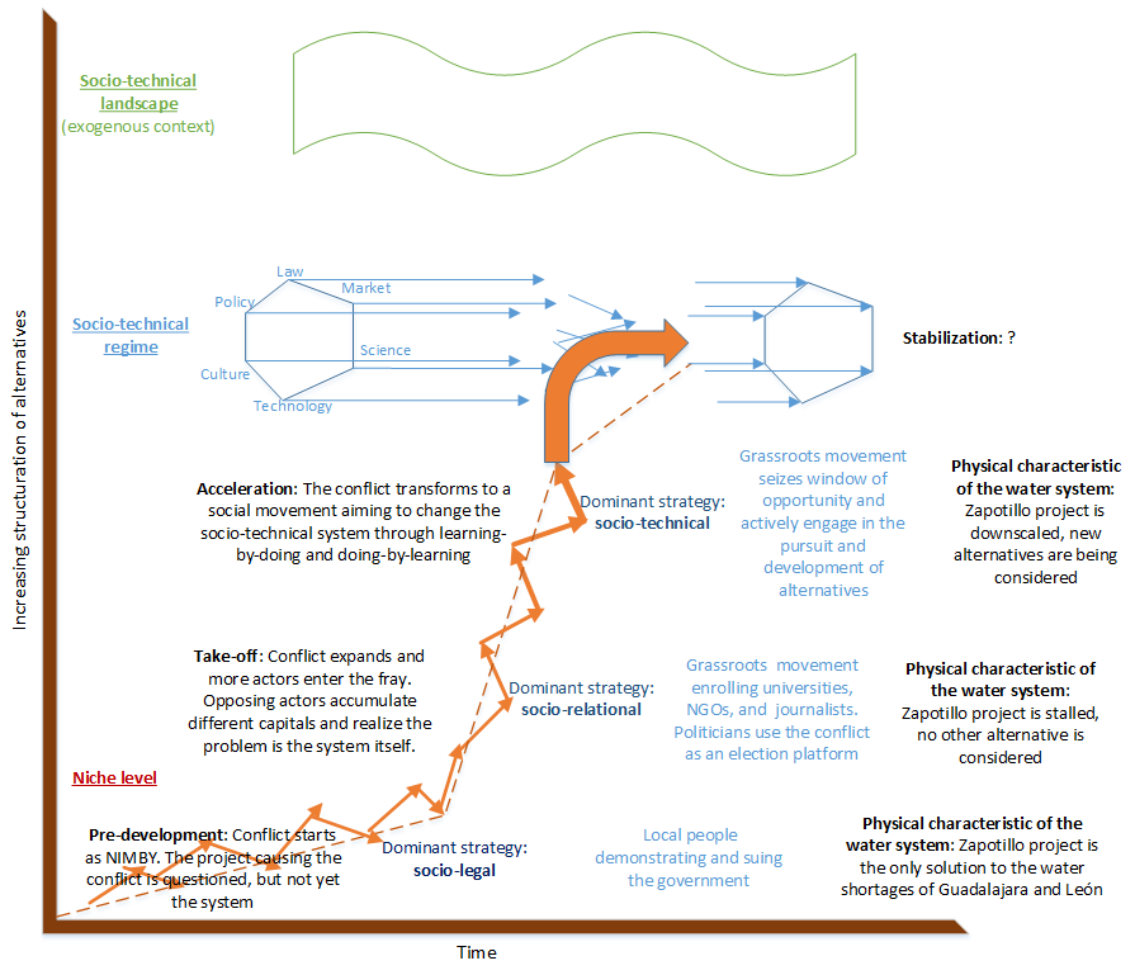 Socio-technical
landscape
(exogenous context)
Increasing structuration of alternatives
Law
Market
Policy
Socio-technical
regime
Science
Culture
Technology
Stabilization: ?
Acceleration: The conflict transforms to a
social movement aiming to change the
socio-technical system through learning-
by-doing and doing-by-learning
Dominant strategy:
socio-technical
Grassroots movement
seizes window of
opportunity and
actively engage in the
pursuit and
development of
alternatives
Physical characteristic
of the water system:
Zapotillo project is
downscaled, new
alternatives are being
considered
Take-off: Conflict expands and
more actors enter the fray.
Opposing actors accumulate
different capitals and realize the
problem is the system itself.
Dominant strategy:
socio-relational
Grassroots movement
enrolling universities,
NGOs, and journalists.
Politicians use the conflict
as an election platform
Physical characteristic of
the water system:
Zapotillo project is stalled,
no other alternative is
considered
Niche level
Pre-development: Conflict starts
as NIMBY. The project causing the
conflict is questioned, but not yet
the system
Dominant strategy:
socio-legal
Local people
demonstrating and suing
the government
Physical characteristic of the
water system: Zapotillo project is
the only solution to the water
shortages of Guadalajara and León
Time